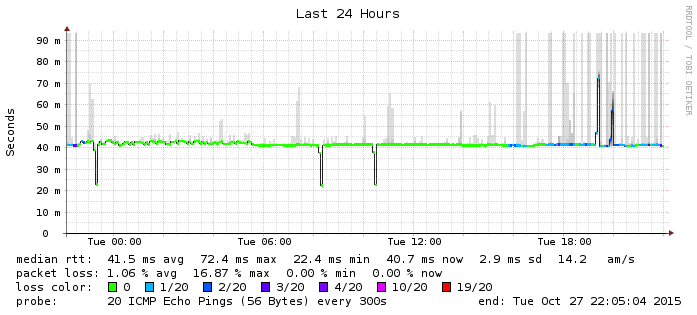 Last 24 Hours
RRDTOOL / TOBI OETIKER
Seconds
90 m
80 m
70 m
60 m
50 m
40 m
30 m
20 m
10 m
0 m
Tue 00:00 Tue 06:00 Tue 12:00 Tue 18:00
median rtt: 41.5 ms avg 72.4 ms max 22.4 ms min 40.7 ms now 2.9 ms sd 14.2 am/s
packet loss: 1.06 % avg 16.87 % max 0.00 % min 0.00 % now
loss color: 0 1/20 2/20 3/20 4/20 10/20 19/20
probe: 20 ICMP Echo Pings (56 Bytes) every 300s end: Tue Oct 27 22:05:04 2015